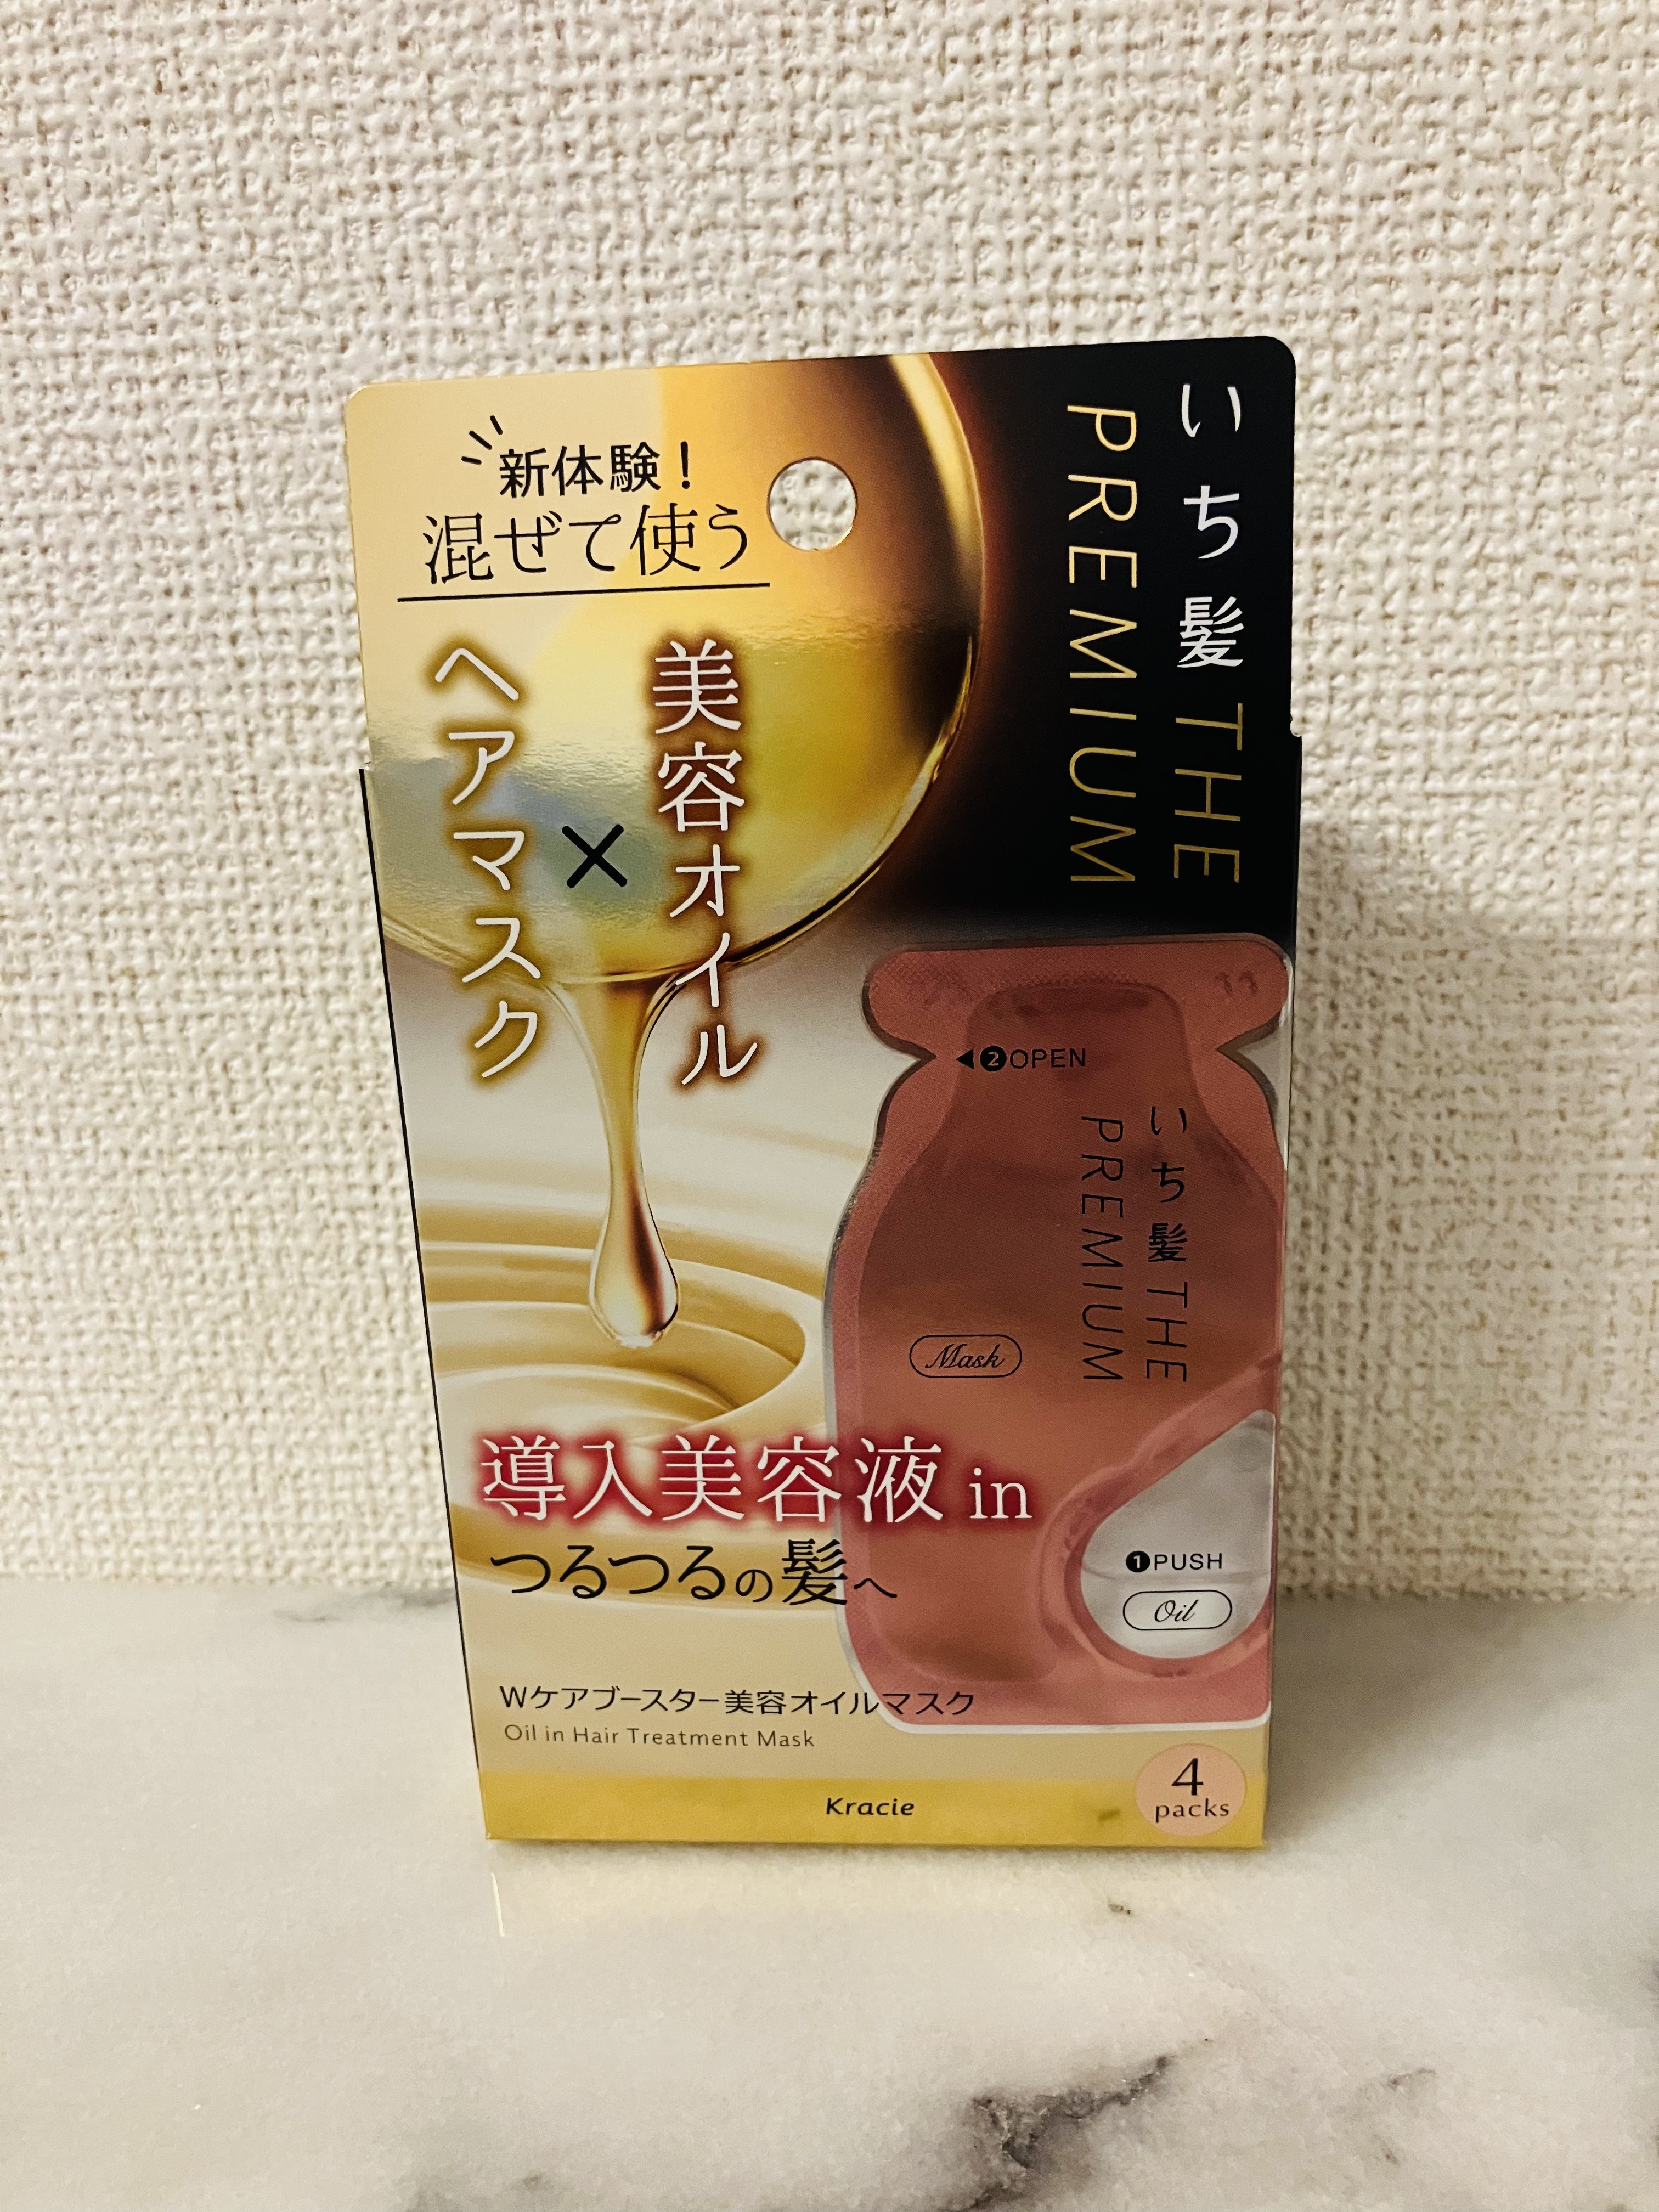 いち髪 THE
PREMIUM
新体験!
混ぜて使う
美容オイル
×
ヘアマスク
◀❷OPEN
いち髪 THE
PREMIUM
Mask
導入美容液 in
つるつるの髪へ
❶PUSH
Oil
Wケアブースター美容オイルマスク
Oil in Hair Treatment Mask
4
packs
Kracie